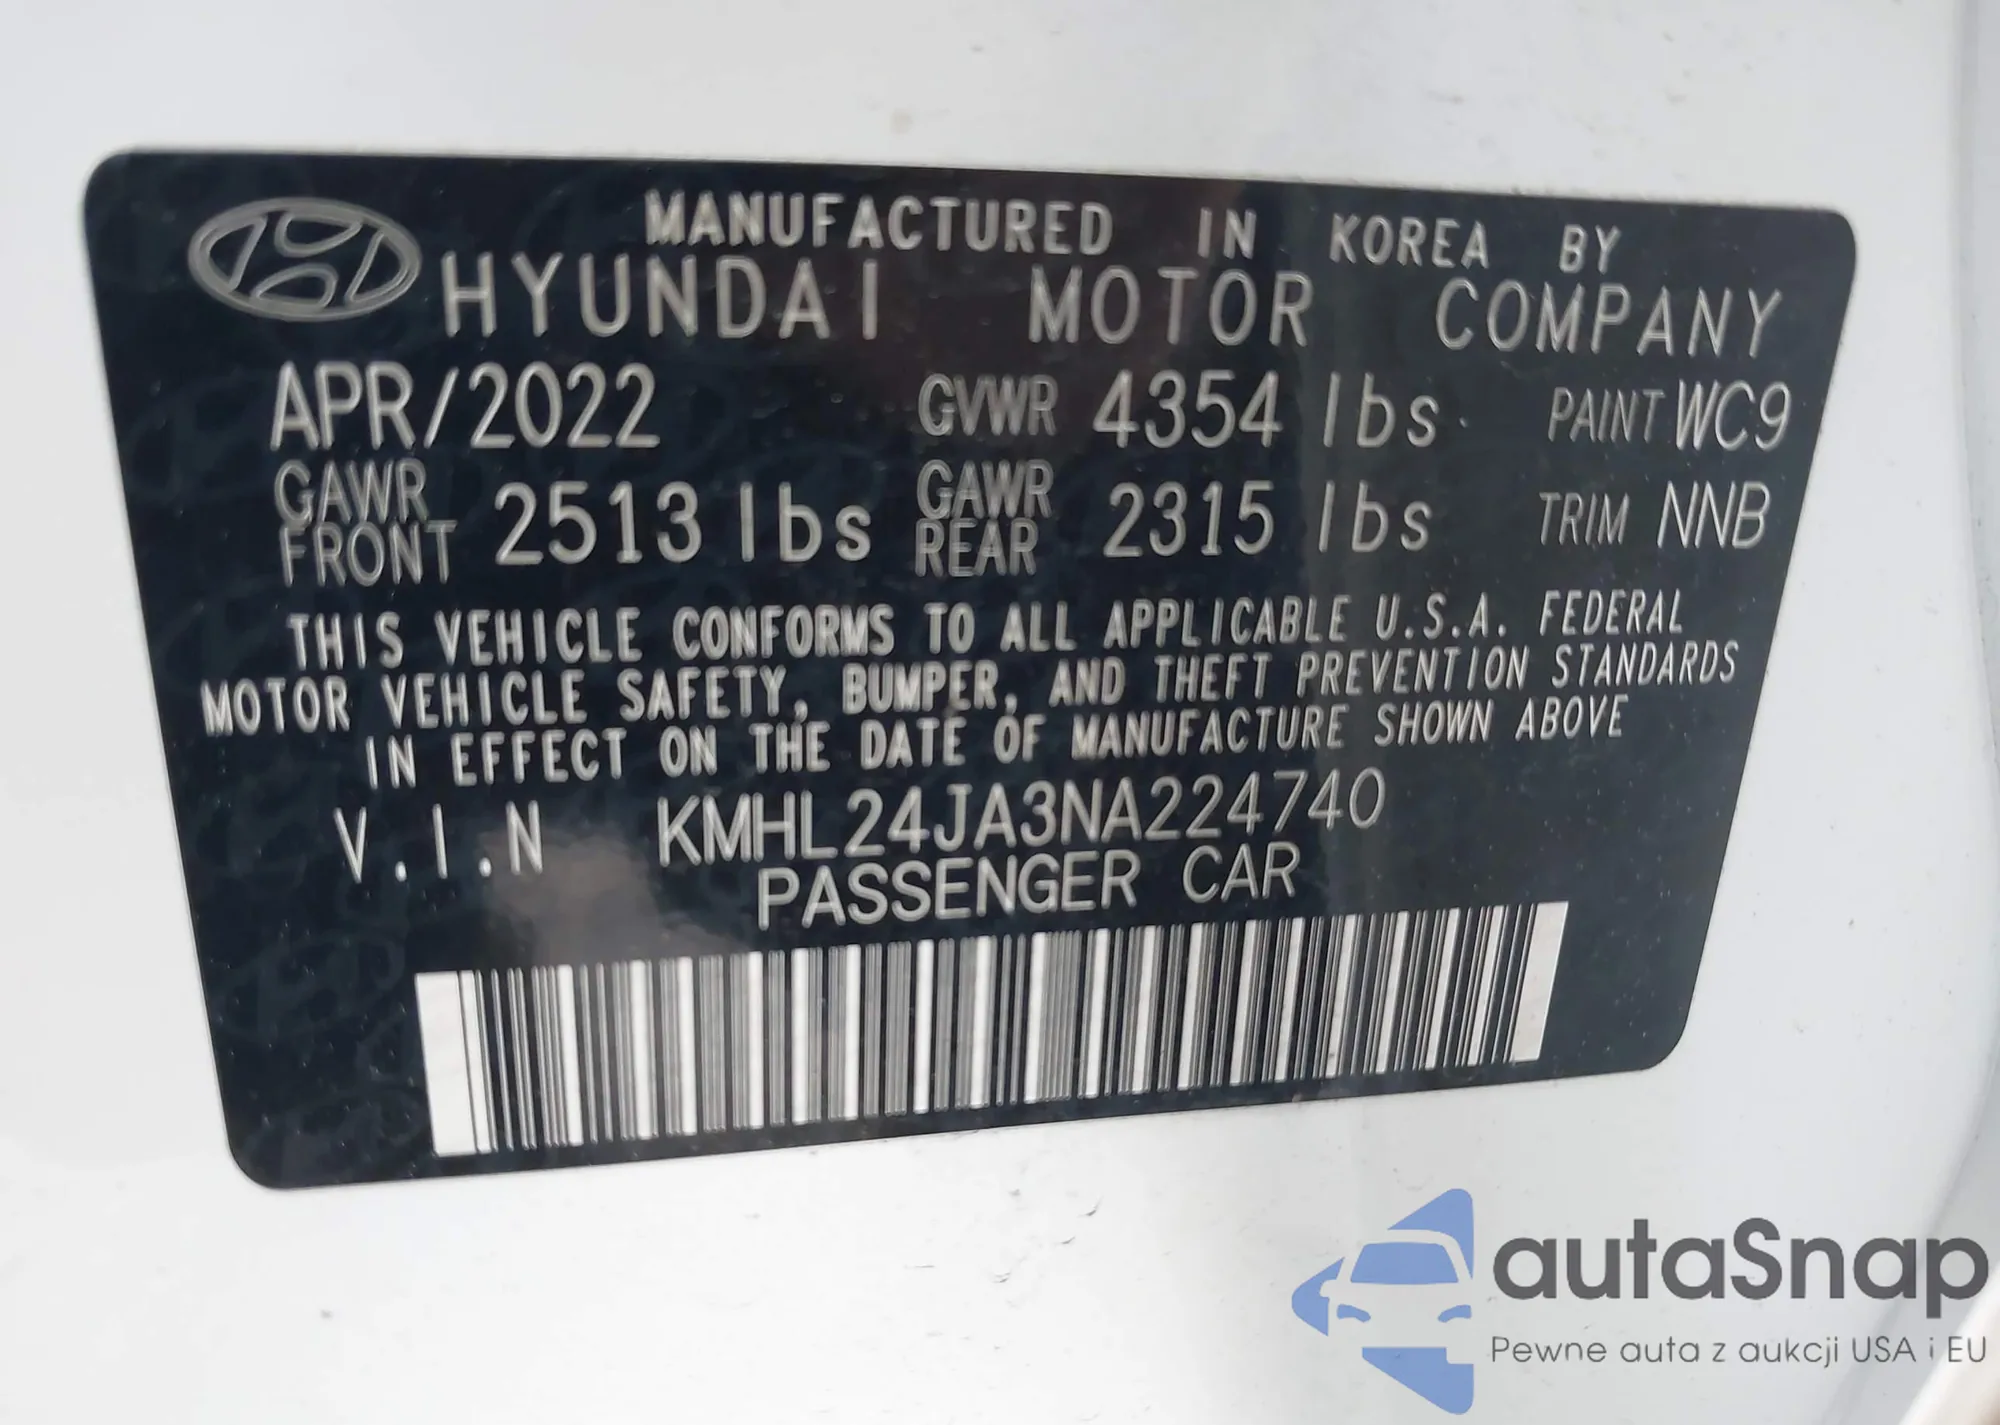 MANUFACTURED IN KOREA BY
HYUNDAI MOTOR COMPANY
APR/2022 GVWR 4354 lbs PAINT WC9
GAWR FRONT 2513 lbs GAWR REAR 2315 lbs TRIM NNB
THIS VEHICLE CONFORMS TO ALL APPLICABLE U.S.A. FEDERAL
MOTOR VEHICLE SAFETY, BUMPER, AND THEFT PREVENTION STANDARDS
IN EFFECT ON THE DATE OF MANUFACTURE SHOWN ABOVE
V.I.N KMHL24JA3NA224740
PASSENGER CAR
autaSnap
Pewne auta z aukcji USA i EU